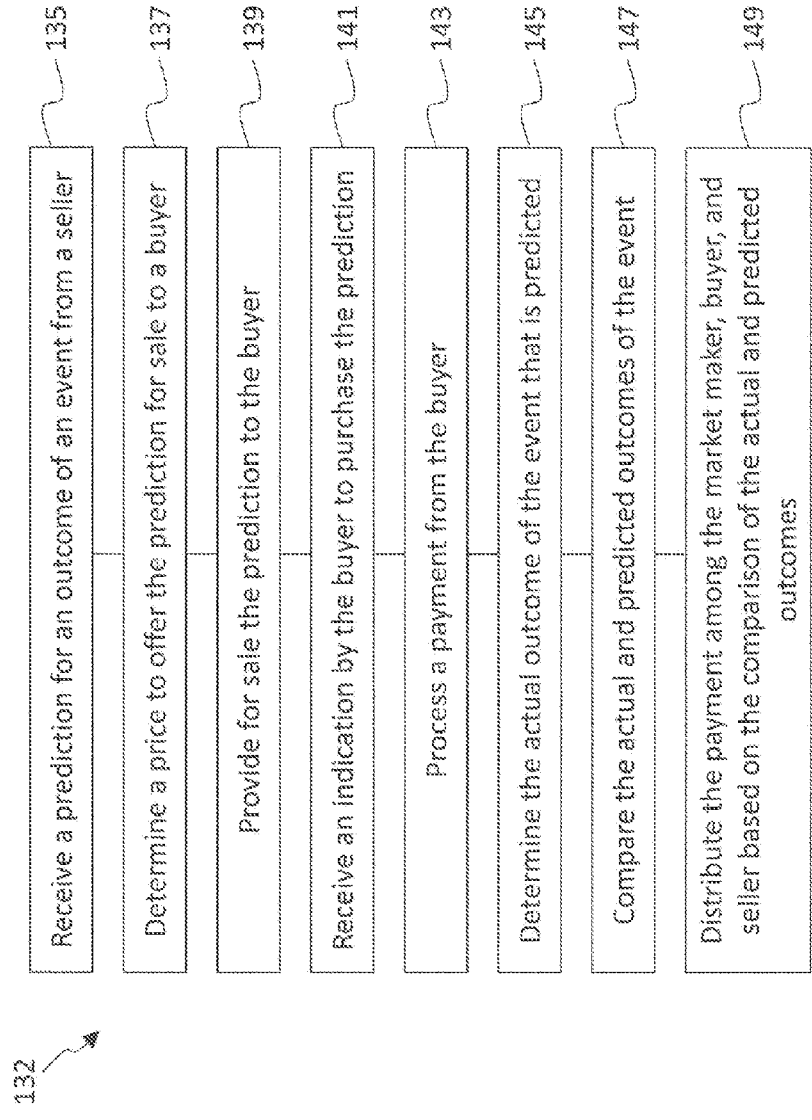 132
Receive a prediction for an outcome of an event from a seller
135
Determine a price to offer the prediction for sale to a buyer
137
Provide for sale the prediction to the buyer
139
Receive an indication by the buyer to purchase the prediction
141
Process a payment from the buyer
143
Determine the actual outcome of the event that is predicted
145
Compare the actual and predicted outcomes of the event
147
Distribute the payment among the market maker, buyer, and
seller based on the comparison of the actual and predicted
outcomes
149